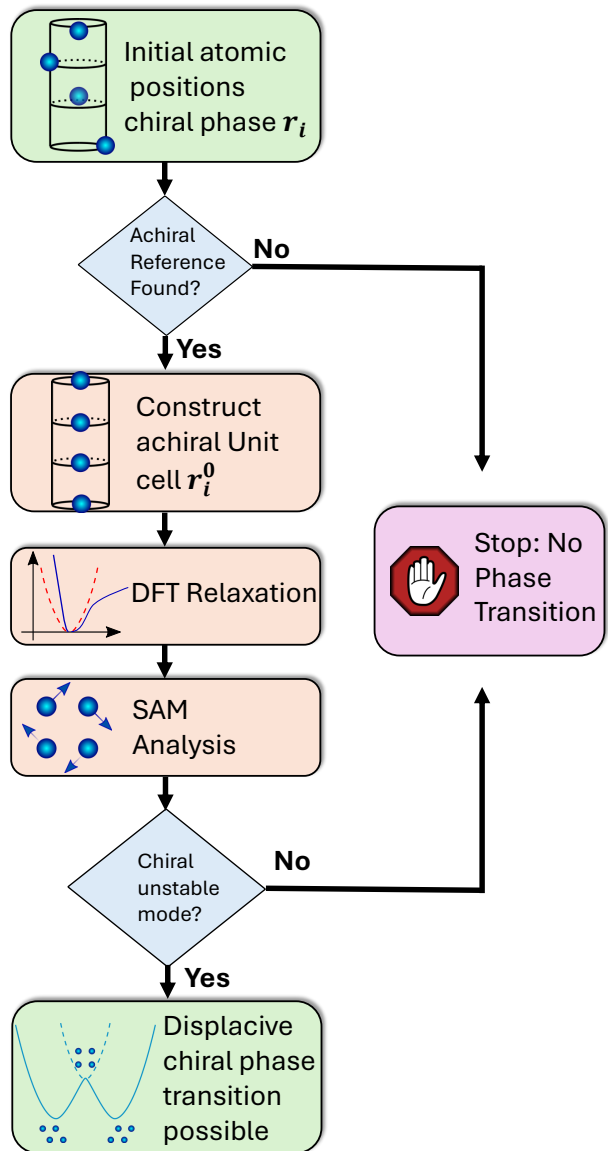 Initial atomic
positions
chiral phase r_i
Achiral
Reference
Found?
No
Yes
Construct
achiral Unit
cell r_i^0
Stop: No
Phase
Transition
DFT Relaxation
SAM
Analysis
Chiral
unstable
mode?
No
Yes
Displacive
chiral phase
transition
possible